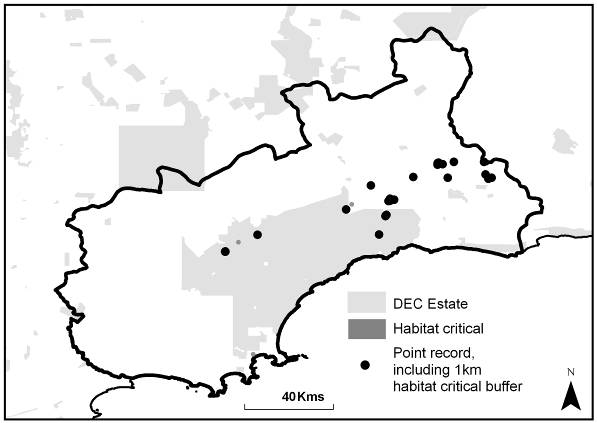 DEC Estate
Habitat critical
Point record,
including 1km
habitat critical buffer
40 Kms
N